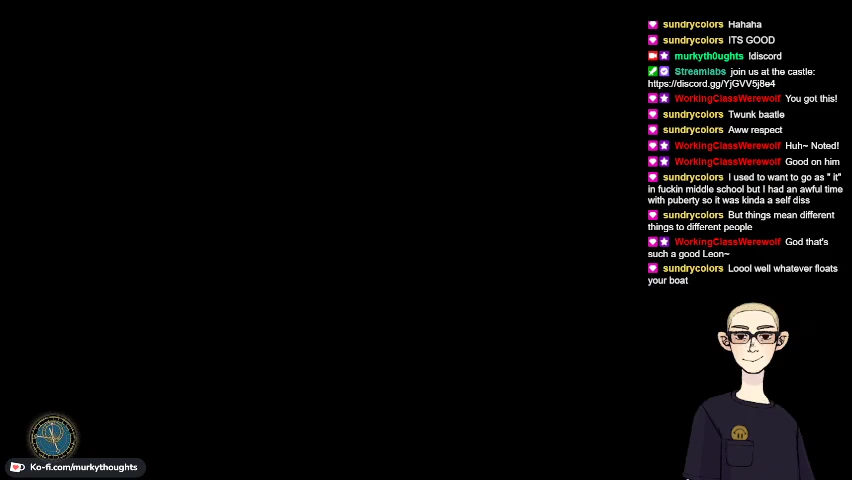 sundrycolors Hahaha
sundrycolors ITS GOOD
murkyth0ughts !discord
Streamlabs join us at the castle:
https://discord.gg/YjGVV5j8e4
WorkingClassWerewolf You got this!
sundrycolors Twunk baatle
sundrycolors Aww respect
WorkingClassWerewolf Huh~ Noted!
WorkingClassWerewolf Good on him
sundrycolors I used to want to go as " it"
in fuckin middle school but I had an awful time
with puberty so it was kinda a self diss
sundrycolors But things mean different
things to different people
WorkingClassWerewolf God that's
such a good Leon~
sundrycolors Loool well whatever floats
your boat
Ko-fi.com/murkythoughts